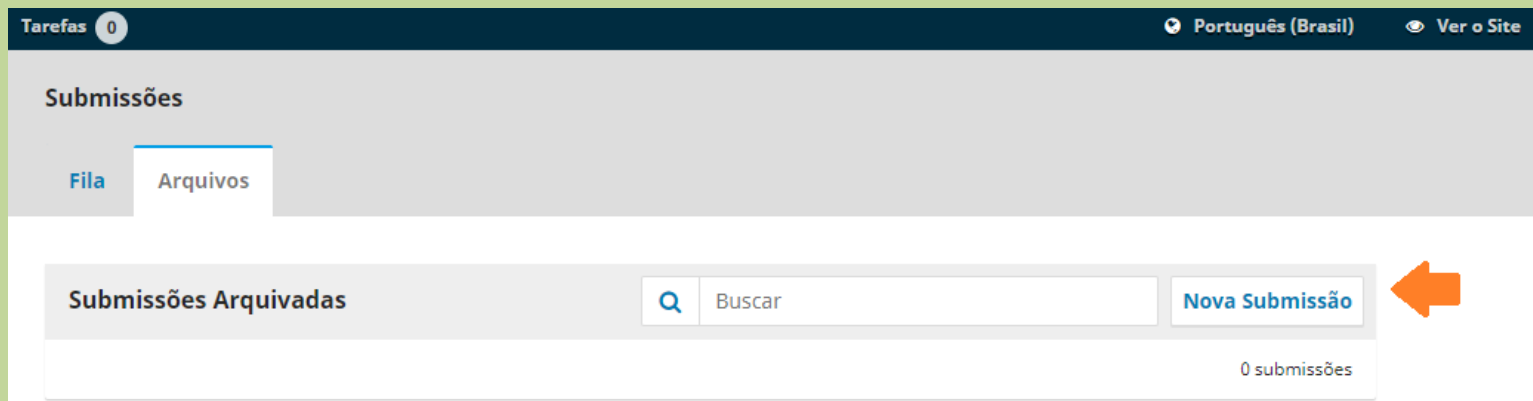 Tarefas 0 Português (Brasil) Ver o Site
Submissões
Fila Arquivos
Submissões Arquivadas Buscar Nova Submissão
0 submissões